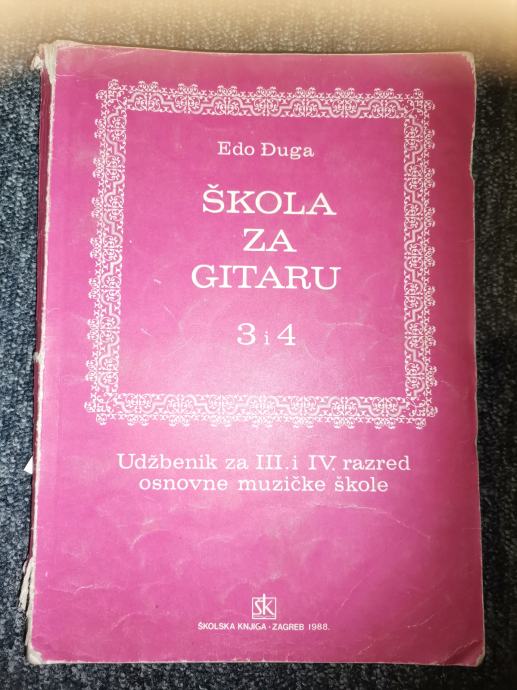 Edo Đuga
ŠKOLA
ZA
GITARU
3 i 4
Udžbenik za III. i IV. razred
osnovne muzičke škole
ŠK
ŠKOLSKA KNJIGA · ZAGREB 1988.